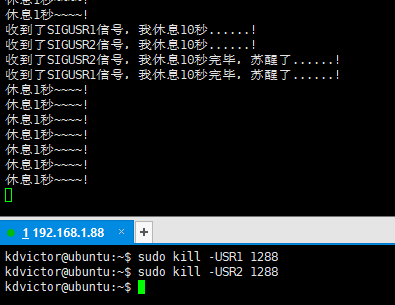 休息1秒~~~~!
休息1秒~~~~!
收到了SIGUSR1信号, 我休息10秒......!
收到了SIGUSR2信号, 我休息10秒......!
收到了SIGUSR2信号, 我休息10秒完毕, 苏醒了......!
收到了SIGUSR1信号, 我休息10秒完毕, 苏醒了......!
休息1秒~~~~!
休息1秒~~~~!
休息1秒~~~~!
休息1秒~~~~!
休息1秒~~~~!
休息1秒~~~~!
休息1秒~~~~!
1 192.168.1.88 × +
kdvictor@ubuntu:~$ sudo kill -USR1 1288
kdvictor@ubuntu:~$ sudo kill -USR2 1288
kdvictor@ubuntu:~$